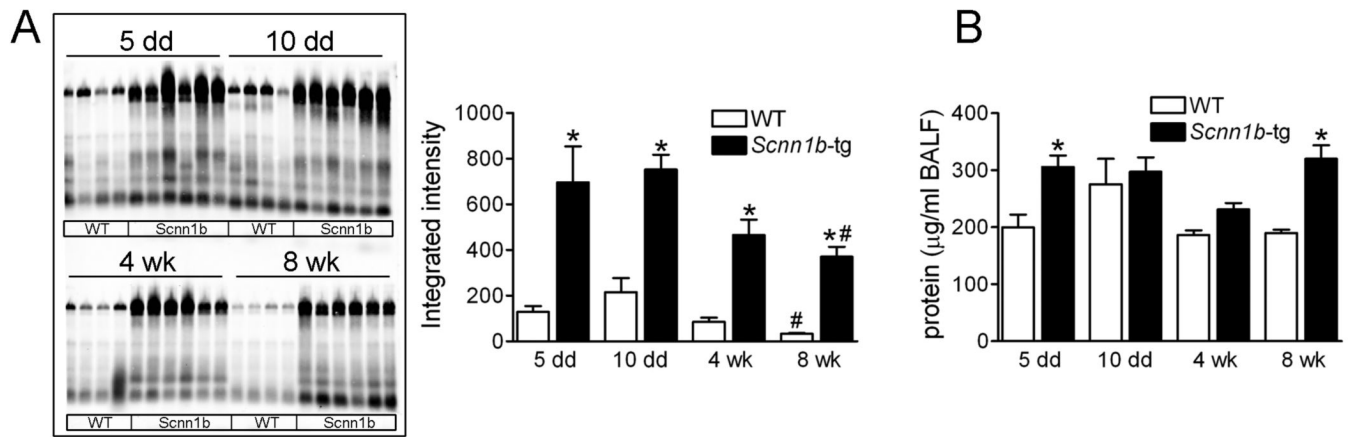 A
5 dd 10 dd
WT Scnn1b WT Scnn1b
4 wk 8 wk
WT Scnn1b WT Scnn1b
Integrated intensity
1000
800
600
400
200
0
WT
Scnn1b-tg
* * * *#
#
5 dd 10 dd 4 wk 8 wk
B
protein (μg/ml BALF)
400
300
200
100
0
WT
Scnn1b-tg
* *
5 dd 10 dd 4 wk 8 wk